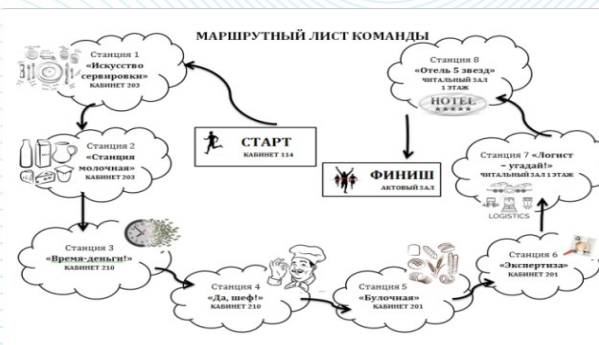 МАРШРУТНЫЙ ЛИСТ КОМАНДЫ
СТАРТ
КАБИНЕТ 114
Станция 1
«Искусство
сервировки»
КАБИНЕТ 203
Станция 2
«Станция
молочная»
КАБИНЕТ 203
Станция 3
«Время-деньги!»
КАБИНЕТ 210
Станция 4
«Да, шеф!»
КАБИНЕТ 210
Станция 5
«Булочная»
КАБИНЕТ 201
Станция 6
«Экспертиза»
КАБИНЕТ 201
Станция 7 «Логист
– угадай!»
ЧИТАЛЬНЫЙ ЗАЛ 1 ЭТАЖ
LOGISTICS
Станция 8
«Отель 5 звезд»
ЧИТАЛЬНЫЙ ЗАЛ
1 ЭТАЖ
HOTEL
ФИНИШ
АКТОВЫЙ ЗАЛ